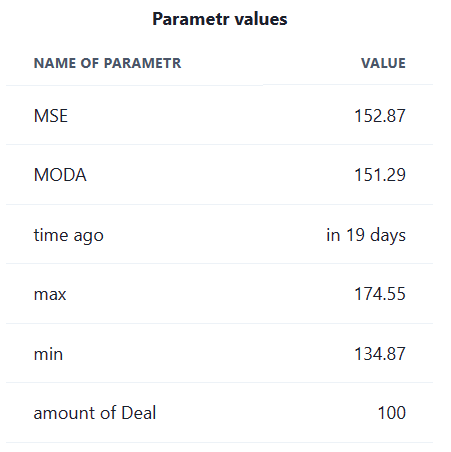 Parametr values
NAME OF PARAMETR VALUE
MSE 152.87
MODA 151.29
time ago in 19 days
max 174.55
min 134.87
amount of Deal 100